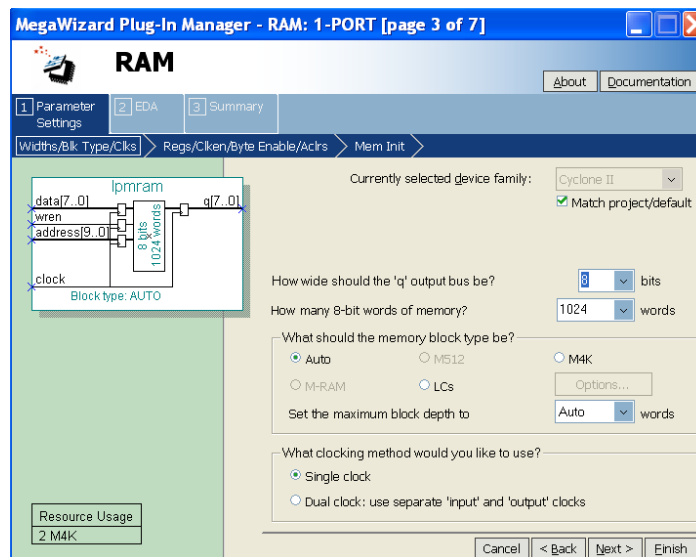 MegaWizard Plug-In Manager - RAM: 1-PORT [page 3 of 7]
RAM
About Documentation
1 Parameter Settings 2 EDA 3 Summary
Widths/Blk Type/Clks Regs/Clken/Byte Enable/Aclrs Mem Init
lpmram
data[7..0] q[7..0]
wren
address[9..0]
8 bits
x
1024 words
clock
Block type: AUTO
Currently selected device family: Cyclone II
Match project/default
How wide should the 'q' output bus be? 8 bits
How many 8-bit words of memory? 1024 words
What should the memory block type be?
Auto M512 M4K
M-RAM LCs Options...
Set the maximum block depth to Auto words
What clocking method would you like to use?
Single clock
Dual clock: use separate 'input' and 'output' clocks
Resource Usage
2 M4K
Cancel < Back Next > Finish